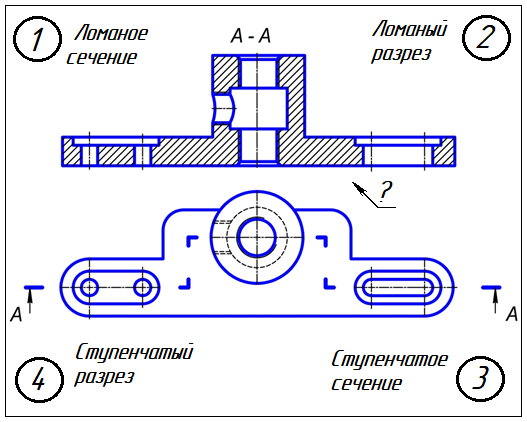 1 Ломаное сечение
А - А
Ломаный разрез 2
?
А А
4 Ступенчатый разрез
Ступенчатое сечение 3